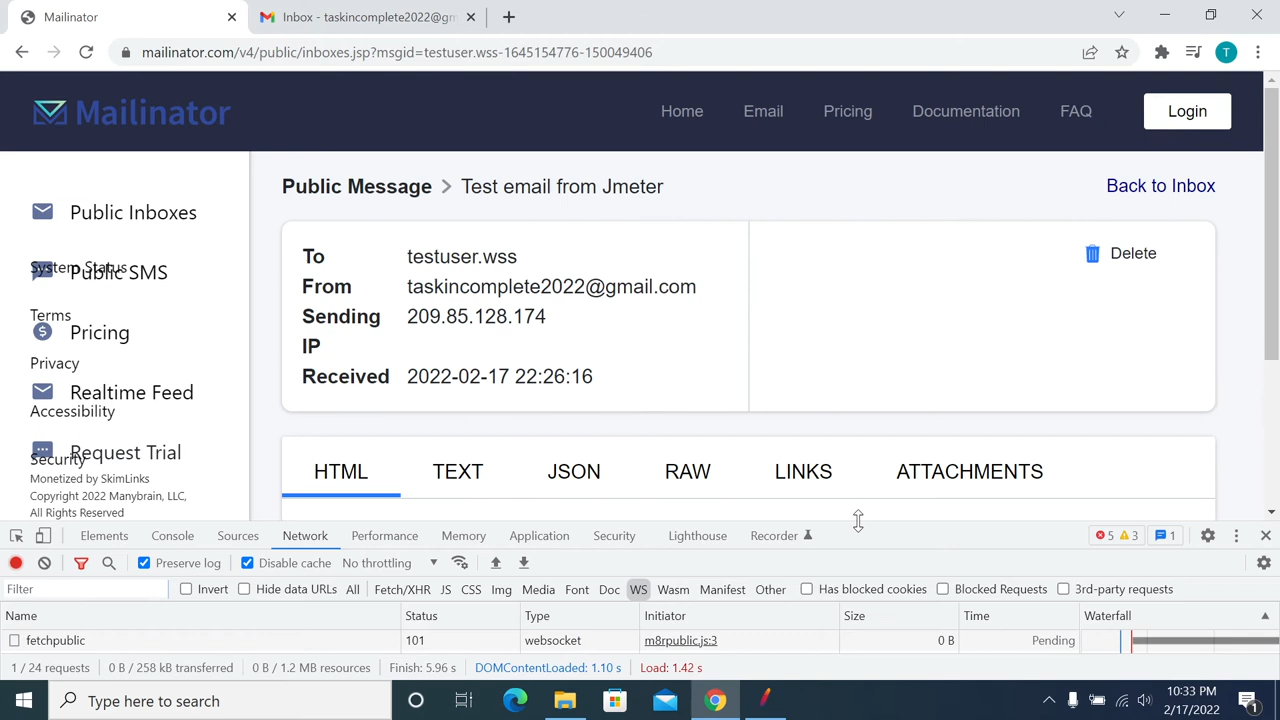 Mailinator
Inbox - taskincomplete2022@gm
mailinator.com/v4/public/inboxes.jsp?msgid=testuser.wss-1645154776-150049406
T
Mailinator
Home
Email
Pricing
Documentation
FAQ
Login
Public Inboxes
System Status
Public SMS
Terms
Pricing
Privacy
Realtime Feed
Accessibility
Request Trial
Security
Monetized by SkimLinks
Copyright 2022 Manybrain, LLC,
All Rights Reserved
Public Message > Test email from Jmeter
Back to Inbox
To testuser.wss
From taskincomplete2022@gmail.com
Sending 209.85.128.174
IP
Received 2022-02-17 22:26:16
Delete
HTML TEXT JSON RAW LINKS ATTACHMENTS
Elements Console Sources Network Performance Memory Application Security Lighthouse Recorder 5 3 1
Preserve log Disable cache No throttling
Filter Invert Hide data URLs All Fetch/XHR JS CSS Img Media Font Doc WS Wasm Manifest Other Has blocked cookies Blocked Requests 3rd-party requests
Name Status Type Initiator Size Time Waterfall
fetchpublic 101 websocket m8rpublic.js:3 0 B Pending
1 / 24 requests 0 B / 258 kB transferred 0 B / 1.2 MB resources Finish: 5.96 s DOMContentLoaded: 1.10 s Load: 1.42 s
Type here to search
10:33 PM
2/17/2022
1